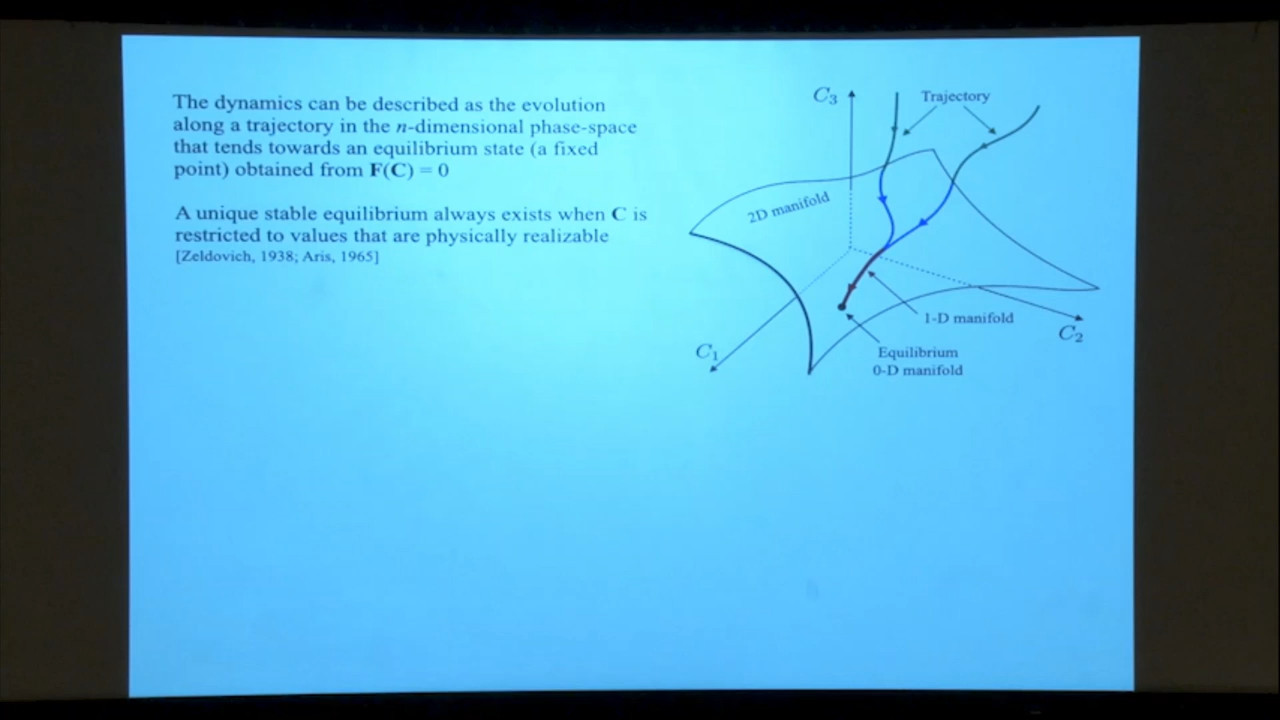 The dynamics can be described as the evolution
along a trajectory in the n-dimensional phase-space
that tends towards an equilibrium state (a fixed
point) obtained from F(C) = 0
A unique stable equilibrium always exists when C is
restricted to values that are physically realizable
[Zeldovich, 1938; Aris, 1965]
C₃
Trajectory
2D manifold
1-D manifold
C₂
C₁
Equilibrium
0-D manifold